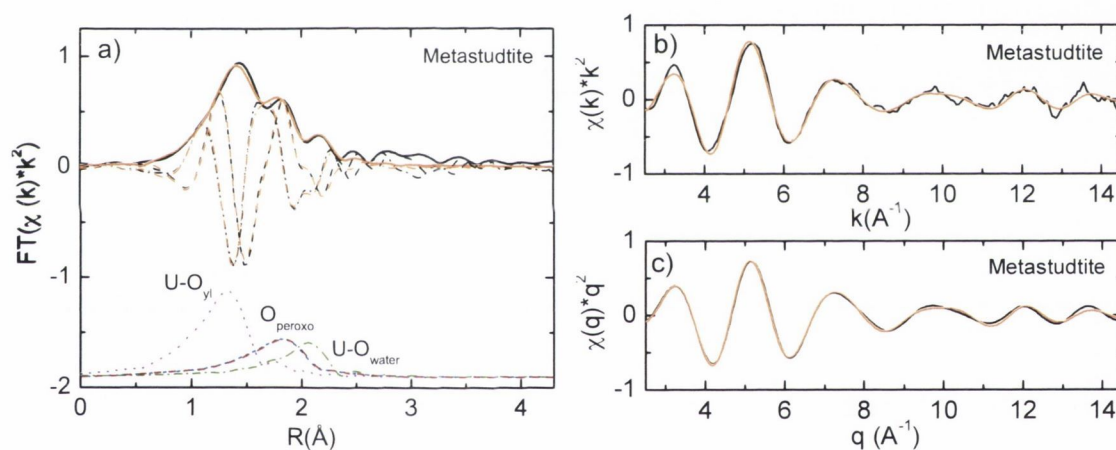 a)
Metastudtite
FT(χ (k)*k²)
1
0
-1
-2
U-O_yl
O_peroxo
U-O_water
0
1
2
3
4
R(Å)
b)
Metastudtite
χ(k)*k²
1
0
-1
4
6
8
10
12
14
k(A⁻¹)
c)
Metastudtite
χ(q)*q²
1
0
-1
4
6
8
10
12
14
q (A⁻¹)